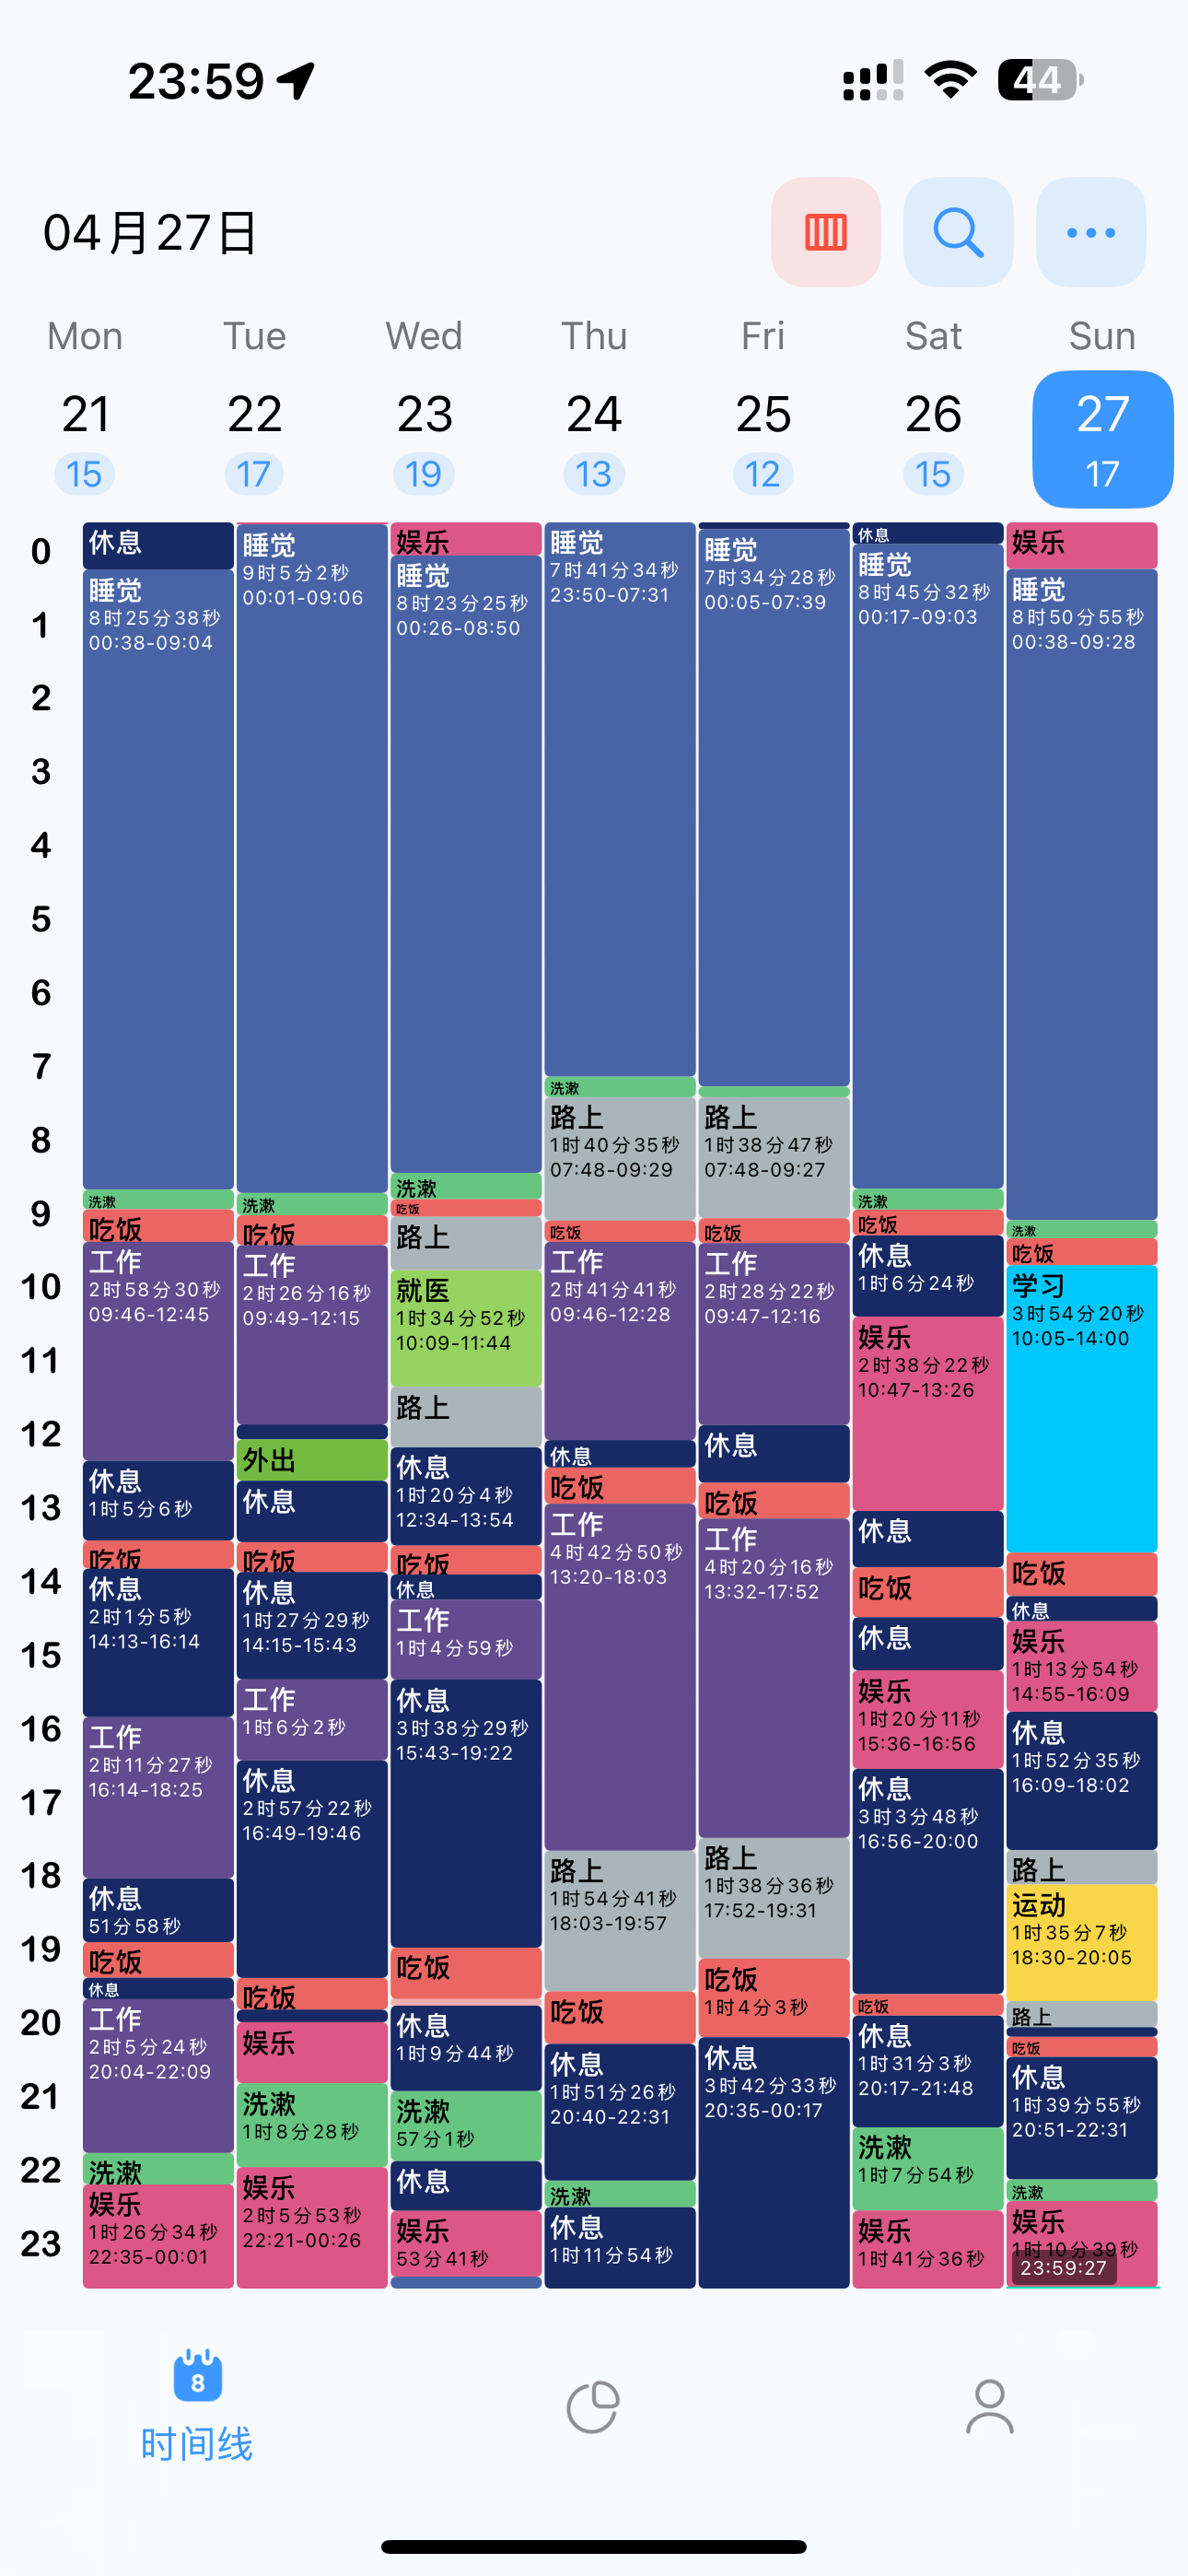 23:59
44
04月27日
Mon Tue Wed Thu Fri Sat Sun
21 22 23 24 25 26 27
15 17 19 13 12 15 17
0
1
2
3
4
5
6
7
8
9
10
11
12
13
14
15
16
17
18
19
20
21
22
23
休息
睡觉
8时25分38秒
00:38-09:04
洗漱
吃饭
工作
2时58分30秒
09:46-12:45
休息
1时5分6秒
吃饭
休息
2时1分5秒
14:13-16:14
工作
2时11分27秒
16:14-18:25
休息
51分58秒
吃饭
休息
工作
2时5分24秒
20:04-22:09
洗漱
娱乐
1时26分34秒
22:35-00:01
睡觉
9时5分2秒
00:01-09:06
洗漱
吃饭
工作
2时26分16秒
09:49-12:15
外出
休息
吃饭
休息
1时27分29秒
14:15-15:43
工作
1时6分2秒
休息
2时57分22秒
16:49-19:46
吃饭
娱乐
洗漱
1时8分28秒
娱乐
2时5分53秒
22:21-00:26
娱乐
睡觉
8时23分25秒
00:26-08:50
洗漱
吃饭
路上
就医
1时34分52秒
10:09-11:44
路上
休息
1时20分4秒
12:34-13:54
吃饭
休息
工作
1时4分59秒
休息
3时38分29秒
15:43-19:22
吃饭
休息
1时9分44秒
洗漱
57分1秒
休息
娱乐
53分41秒
睡觉
7时41分34秒
23:50-07:31
洗漱
路上
1时40分35秒
07:48-09:29
吃饭
工作
2时41分41秒
09:46-12:28
休息
吃饭
工作
4时42分50秒
13:20-18:03
路上
1时54分41秒
18:03-19:57
吃饭
休息
1时51分26秒
20:40-22:31
洗漱
休息
1时11分54秒
睡觉
7时34分28秒
00:05-07:39
路上
1时38分47秒
07:48-09:27
吃饭
工作
2时28分22秒
09:47-12:16
休息
吃饭
工作
4时20分16秒
13:32-17:52
路上
1时38分36秒
17:52-19:31
吃饭
1时4分3秒
休息
3时42分33秒
20:35-00:17
休息
睡觉
8时45分32秒
00:17-09:03
洗漱
吃饭
休息
1时6分24秒
娱乐
2时38分22秒
10:47-13:26
休息
吃饭
休息
娱乐
1时20分11秒
15:36-16:56
休息
3时3分48秒
16:56-20:00
吃饭
休息
1时31分3秒
20:17-21:48
洗漱
1时7分54秒
娱乐
1时41分36秒
娱乐
睡觉
8时50分55秒
00:38-09:28
洗漱
吃饭
学习
3时54分20秒
10:05-14:00
吃饭
休息
娱乐
1时13分54秒
14:55-16:09
休息
1时52分35秒
16:09-18:02
路上
运动
1时35分7秒
18:30-20:05
路上
吃饭
休息
1时39分55秒
20:51-22:31
洗漱
娱乐
1时10分39秒
23:59:27
8
时间线